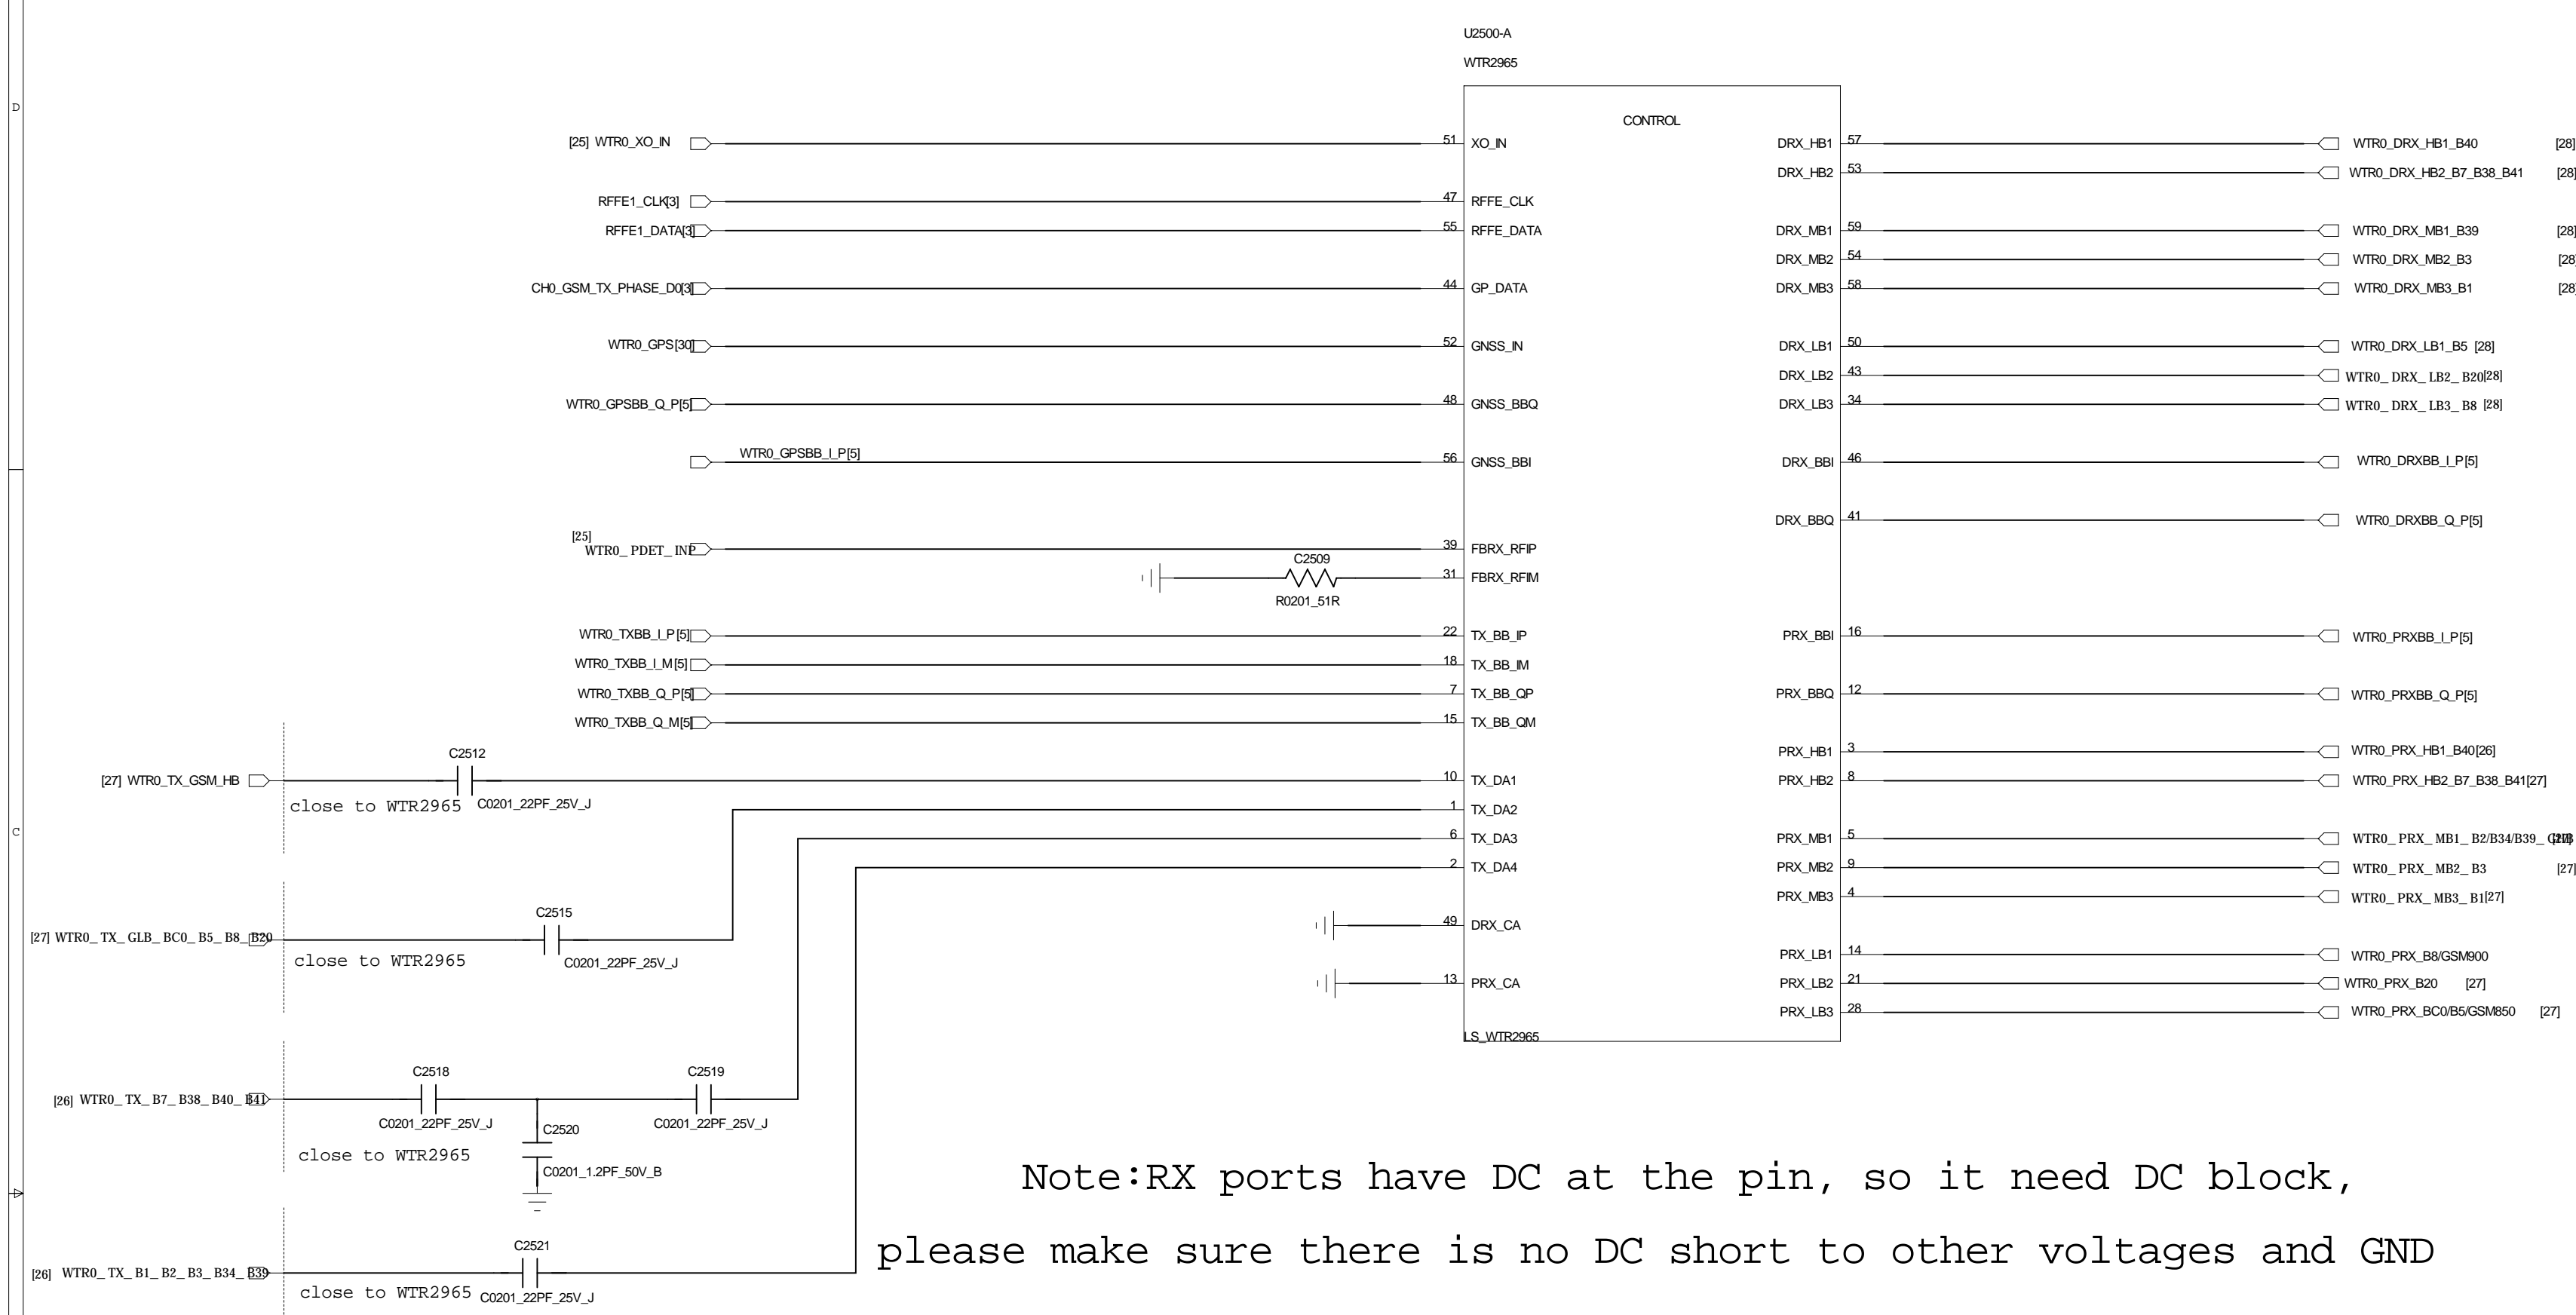 U2500-A
WTR2965
D
CONTROL
[25] WTR0_XO_IN
51 XO_IN
DRX_HB1 57
WTR0_DRX_HB1_B40 [28]
DRX_HB2 53
WTR0_DRX_HB2_B7_B38_B41 [28]
RFFE1_CLK[3]
47 RFFE_CLK
RFFE1_DATA[3]
55 RFFE_DATA
DRX_MB1 59
WTR0_DRX_MB1_B39 [28]
DRX_MB2 54
WTR0_DRX_MB2_B3 [28]
CH0_GSM_TX_PHASE_D0[3]
44 GP_DATA
DRX_MB3 58
WTR0_DRX_MB3_B1 [28]
WTR0_GPS[30]
52 GNSS_IN
DRX_LB1 50
WTR0_DRX_LB1_B5 [28]
DRX_LB2 43
WTR0_DRX_LB2_B20[28]
WTR0_GPSBB_Q_P[5]
48 GNSS_BBQ
DRX_LB3 34
WTR0_DRX_LB3_B8 [28]
WTR0_GPSBB_I_P[5]
56 GNSS_BBI
DRX_BBI 46
WTR0_DRXBB_I_P[5]
DRX_BBQ 41
WTR0_DRXBB_Q_P[5]
[25]
WTR0_PDET_INP
39 FBRX_RFIP
C2509
31 FBRX_RFIM
R0201_51R
WTR0_TXBB_I_P[5]
22 TX_BB_IP
PRX_BBI 16
WTR0_PRXBB_I_P[5]
WTR0_TXBB_I_M[5]
18 TX_BB_IM
WTR0_TXBB_Q_P[5]
7 TX_BB_QP
PRX_BBQ 12
WTR0_PRXBB_Q_P[5]
WTR0_TXBB_Q_M[5]
15 TX_BB_QM
C2512
PRX_HB1 3
WTR0_PRX_HB1_B40[26]
[27] WTR0_TX_GSM_HB
10 TX_DA1
PRX_HB2 8
WTR0_PRX_HB2_B7_B38_B41[27]
close to WTR2965
C0201_22PF_25V_J
1 TX_DA2
C
6 TX_DA3
PRX_MB1 5
WTR0_PRX_MB1_B2/B34/B39_
2 TX_DA4
PRX_MB2 9
WTR0_PRX_MB2_B3 [27]
PRX_MB3 4
WTR0_PRX_MB3_B1[27]
C2515
49 DRX_CA
[27] WTR0_TX_GLB_BC0_B5_B8_B20
close to WTR2965
C0201_22PF_25V_J
PRX_LB1 14
WTR0_PRX_B8/GSM900
13 PRX_CA
PRX_LB2 21
WTR0_PRX_B20 [27]
PRX_LB3 28
WTR0_PRX_BC0/B5/GSM850 [27]
LS_WTR2965
C2518
C2519
[26] WTR0_TX_B7_B38_B40_B41
C0201_22PF_25V_J
C0201_22PF_25V_J
C2520
close to WTR2965
C0201_1.2PF_50V_B
Note:RX ports have DC at the pin, so it need DC block,
please make sure there is no DC short to other voltages and GND
C2521
[26] WTR0_TX_B1_B2_B3_B34_B39
close to WTR2965
C0201_22PF_25V_J